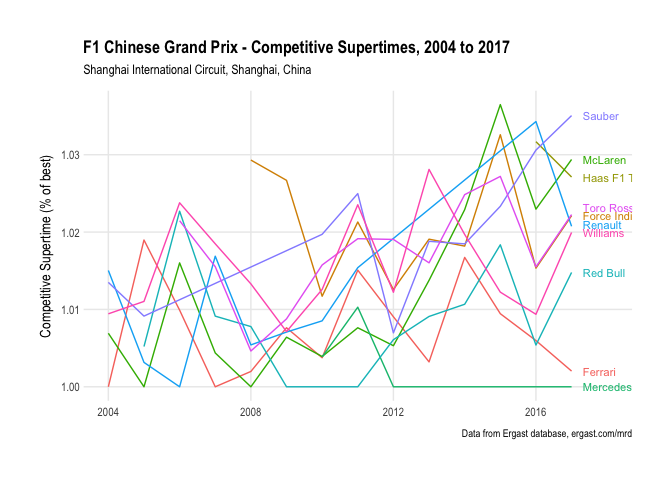 F1 Chinese Grand Prix - Competitive Supertimes, 2004 to 2017
Shanghai International Circuit, Shanghai, China
Competitive Supertime (% of best)
1.03
1.02
1.01
1.00
Sauber
McLaren
Haas F1 T
Toro Ross
Force Indi
Renault
Williams
Red Bull
Ferrari
Mercedes
2004
2008
2012
2016
Data from Ergast database, ergast.com/mrd